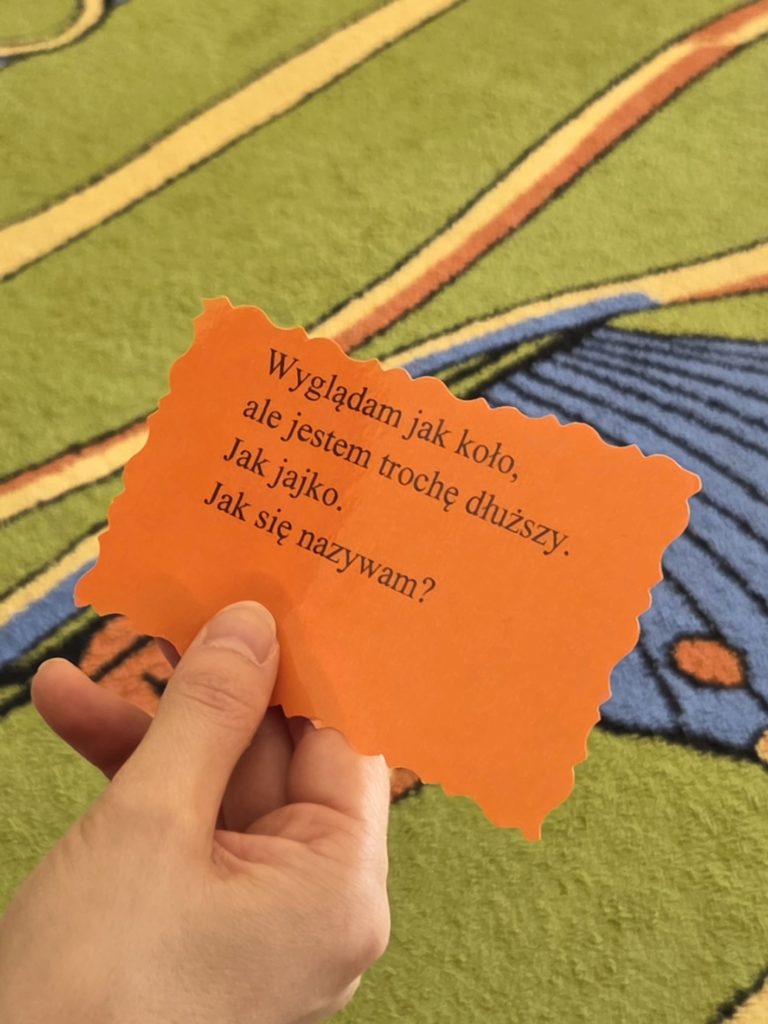 Wyglądam jak koło,
ale jestem trochę dłuższy.
Jak jajko.
Jak się nazywam?